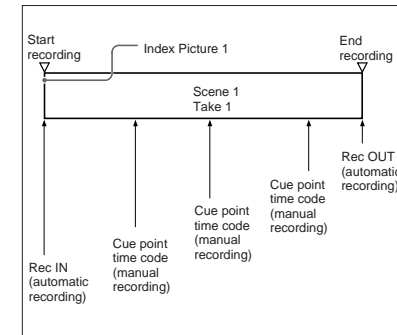 Start
recording
Index Picture 1
End
recording
Scene 1
Take 1
Rec OUT
(automatic
recording)
Cue point
time code
(manual
recording)
Cue point
time code
(manual
recording)
Cue point
time code
(manual
recording)
Rec IN
(automatic
recording)